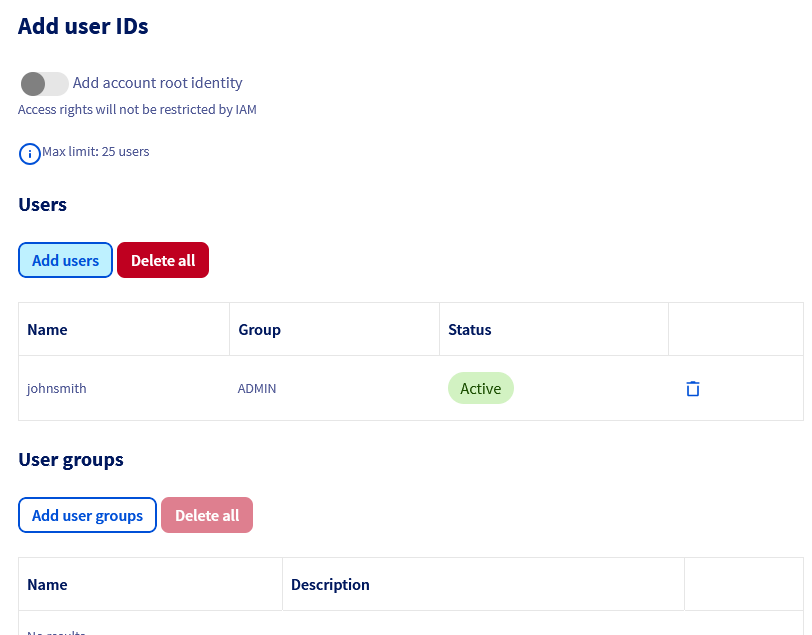 Add user IDs
Add account root identity
Access rights will not be restricted by IAM
Max limit: 25 users
Users
Add users Delete all
Name Group Status
johnsmith ADMIN Active
User groups
Add user groups Delete all
Name Description
No results